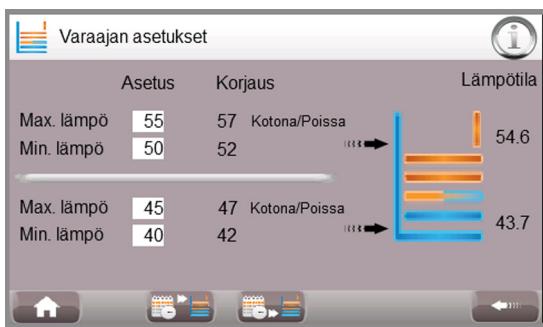 Varaajan asetukset
Asetus Korjaus Lämpötila
Max. lämpö 55 57 Kotona/Poissa
54.6
Min. lämpö 50 52
Max. lämpö 45 47 Kotona/Poissa
43.7
Min. lämpö 40 42